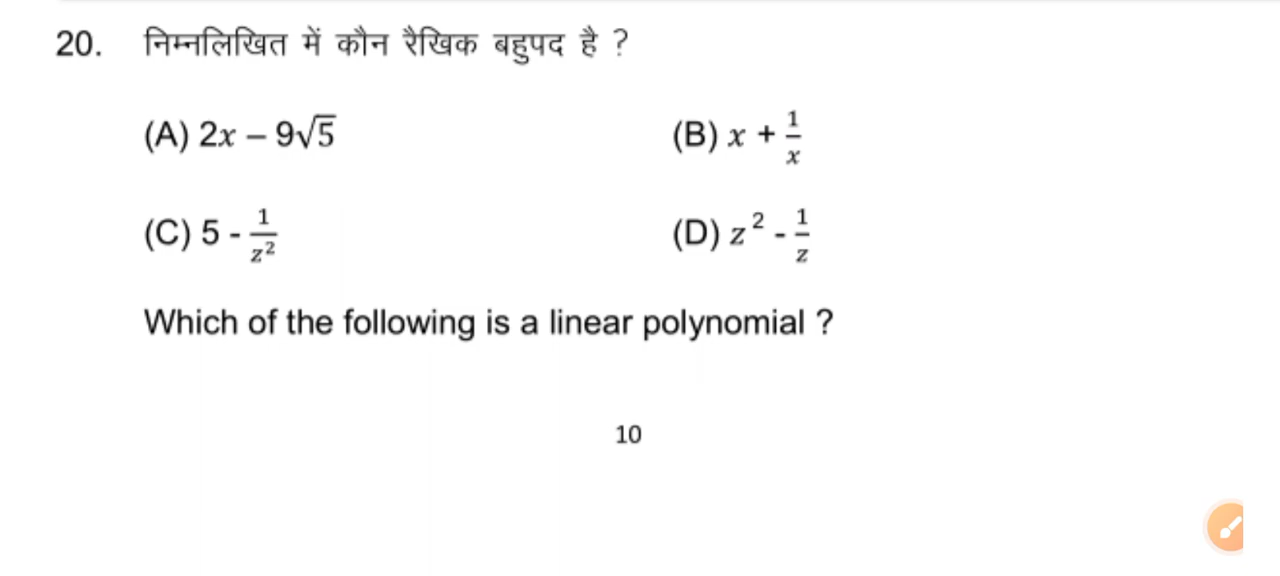 20. निम्नलिखित में कौन रैखिक बहुपद है ?
(A) 2x – 9√5 (B) x + 1/x
(C) 5 - 1/z² (D) z² - 1/z
Which of the following is a linear polynomial ?
10